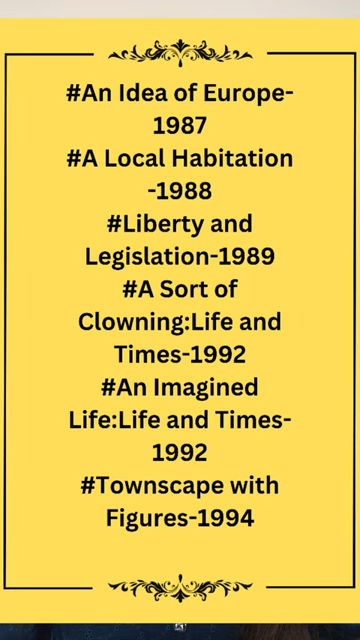 #An Idea of Europe-
1987
#A Local Habitation
-1988
#Liberty and
Legislation-1989
#A Sort of
Clowning:Life and
Times-1992
#An Imagined
Life:Life and Times-
1992
#Townscape with
Figures-1994